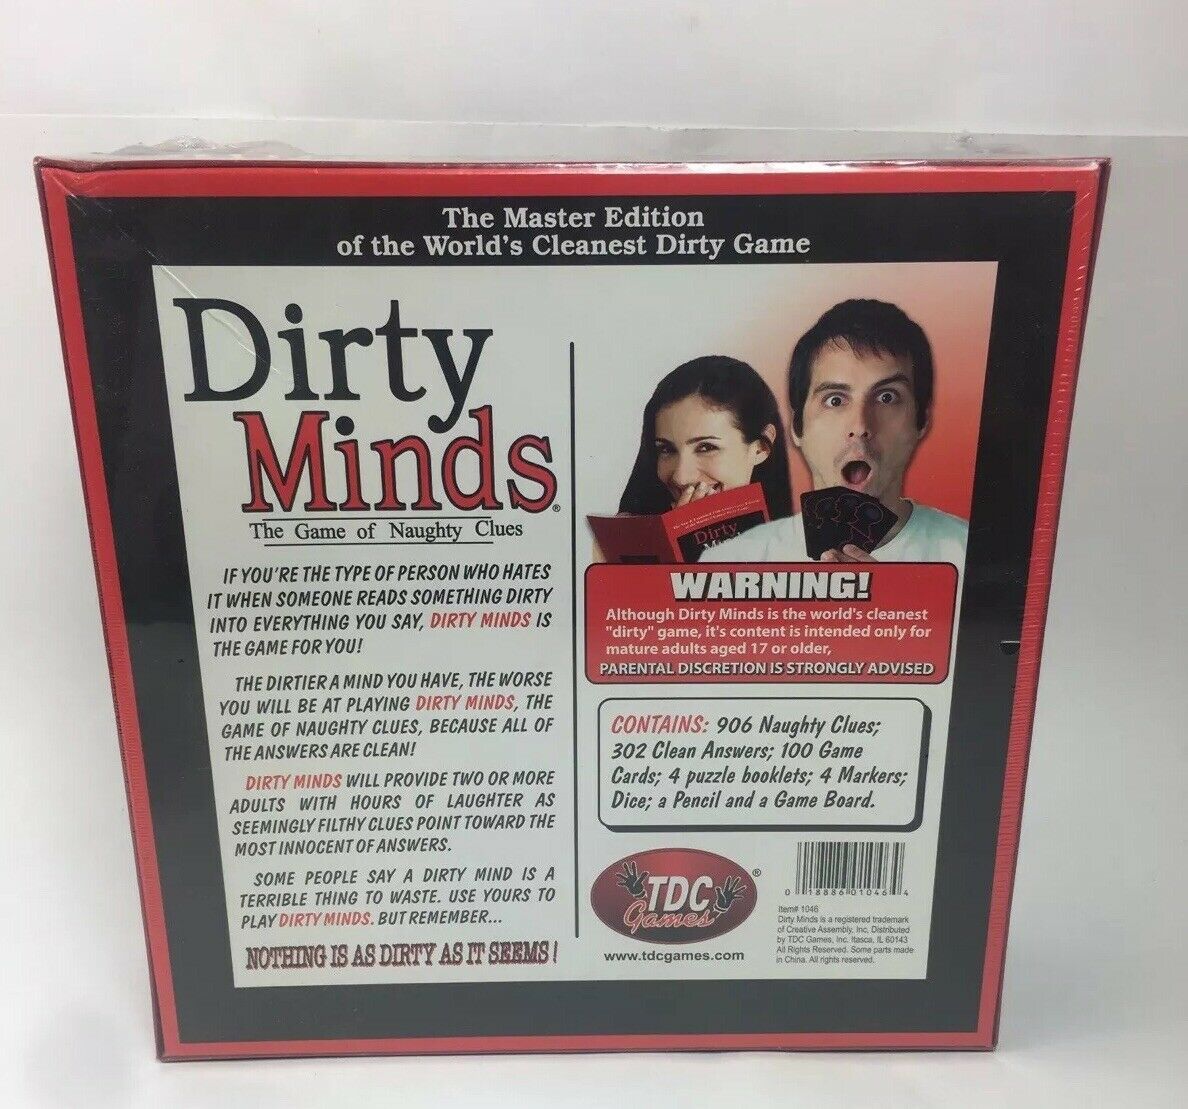 The Master Edition
of the World's Cleanest Dirty Game
Dirty
Minds®
The Game of Naughty Clues
IF YOU'RE THE TYPE OF PERSON WHO HATES
IT WHEN SOMEONE READS SOMETHING DIRTY
INTO EVERYTHING YOU SAY, DIRTY MINDS IS
THE GAME FOR YOU!
THE DIRTIER A MIND YOU HAVE, THE WORSE
YOU WILL BE AT PLAYING DIRTY MINDS, THE
GAME OF NAUGHTY CLUES, BECAUSE ALL OF
THE ANSWERS ARE CLEAN!
DIRTY MINDS WILL PROVIDE TWO OR MORE
ADULTS WITH HOURS OF LAUGHTER AS
SEEMINGLY FILTHY CLUES POINT TOWARD THE
MOST INNOCENT OF ANSWERS.
SOME PEOPLE SAY A DIRTY MIND IS A
TERRIBLE THING TO WASTE. USE YOURS TO
PLAY DIRTY MINDS. BUT REMEMBER...
NOTHING IS AS DIRTY AS IT SEEMS!
Dirty
WARNING!
Although Dirty Minds is the world's cleanest
"dirty" game, it's content is intended only for
mature adults aged 17 or older,
PARENTAL DISCRETION IS STRONGLY ADVISED
CONTAINS: 906 Naughty Clues;
302 Clean Answers; 100 Game
Cards; 4 puzzle booklets; 4 Markers;
Dice; a Pencil and a Game Board.
TDC®
Games
www.tdcgames.com
0 18886 01046 4
Item# 1046
Dirty Minds is a registered trademark
of Creative Assembly, Inc. Distributed
by TDC Games, Inc. Itasca, IL 60143
All Rights Reserved. Some parts made
in China. All rights reserved.